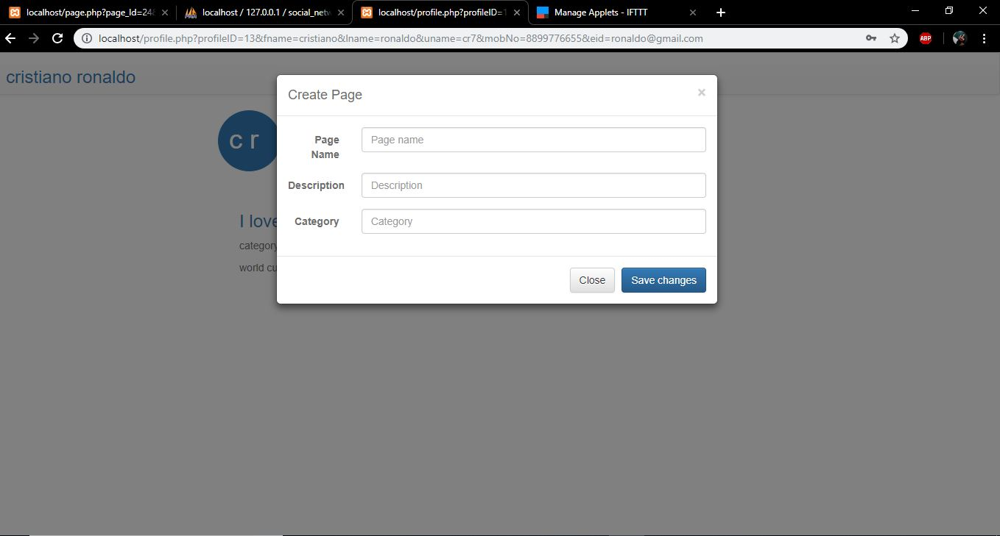 localhost/page.php?page_Id=24&
localhost / 127.0.0.1 / social_netw
localhost/profile.php?profileID=1
Manage Applets - IFTTT
localhost/profile.php?profileID=13&fname=cristiano&lname=ronaldo&uname=cr7&mobNo=8899776655&eid=ronaldo@gmail.com
ABP
cristiano ronaldo
Create Page
×
c r
Page Name
Page name
Description
Description
Category
Category
I love
category
world cu
Close
Save changes